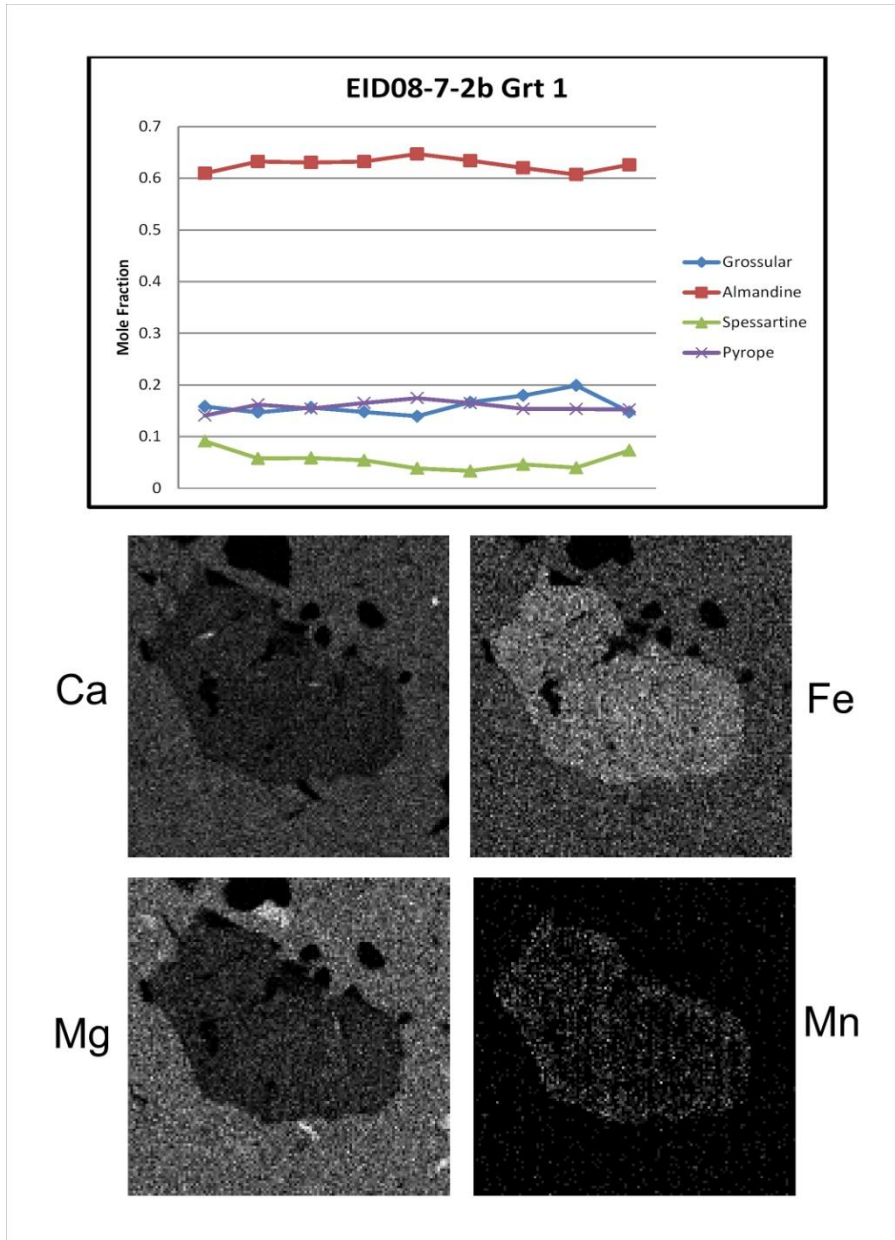 EID08-7-2b Grt 1
0.7
0.6
0.5
0.4
0.3
0.2
0.1
0
Mole Fraction
Grossular
Almandine
Spessartine
Pyrope
Ca
Fe
Mg
Mn